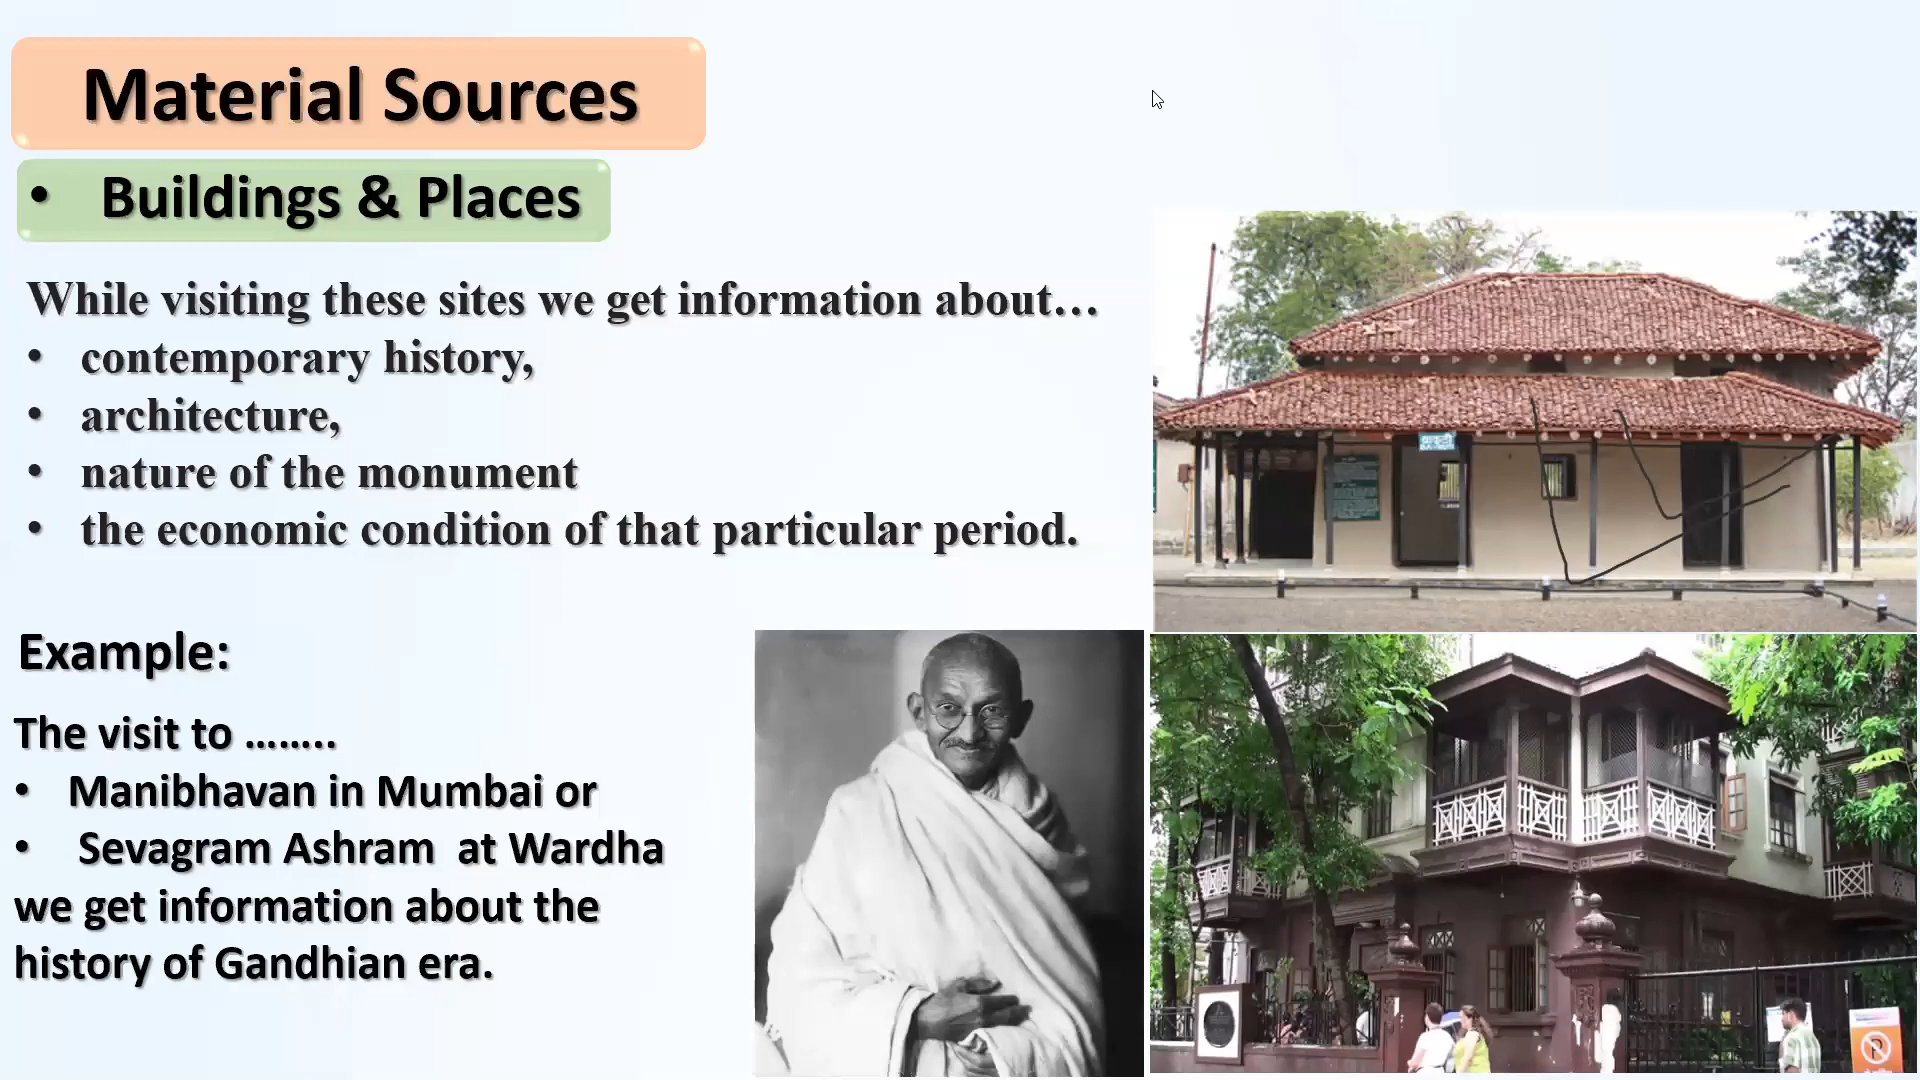 Material Sources
• Buildings & Places
While visiting these sites we get information about…
• contemporary history,
• architecture,
• nature of the monument
• the economic condition of that particular period.
Example:
The visit to ……..
• Manibhavan in Mumbai or
• Sevagram Ashram at Wardha
we get information about the
history of Gandhian era.